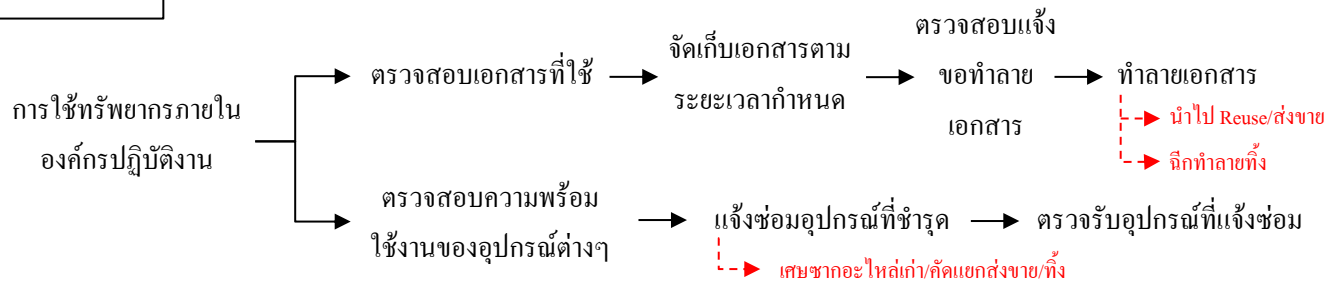 การใช้ทรัพยากรภายใน
องค์กรปฏิบัติงาน
ตรวจสอบเอกสารที่ใช้
จัดเก็บเอกสารตาม
ระยะเวลากำหนด
ตรวจสอบแจ้ง
ขอทำลาย
เอกสาร
ทำลายเอกสาร
นำไป Reuse/ส่งขาย
ฉีกทำลายทิ้ง
ตรวจสอบความพร้อม
ใช้งานของอุปกรณ์ต่างๆ
แจ้งซ่อมอุปกรณ์ที่ชำรุด
เศษซากอะไหล่เก่า/คัดแยกส่งขาย/ทิ้ง
ตรวจรับอุปกรณ์ที่แจ้งซ่อม